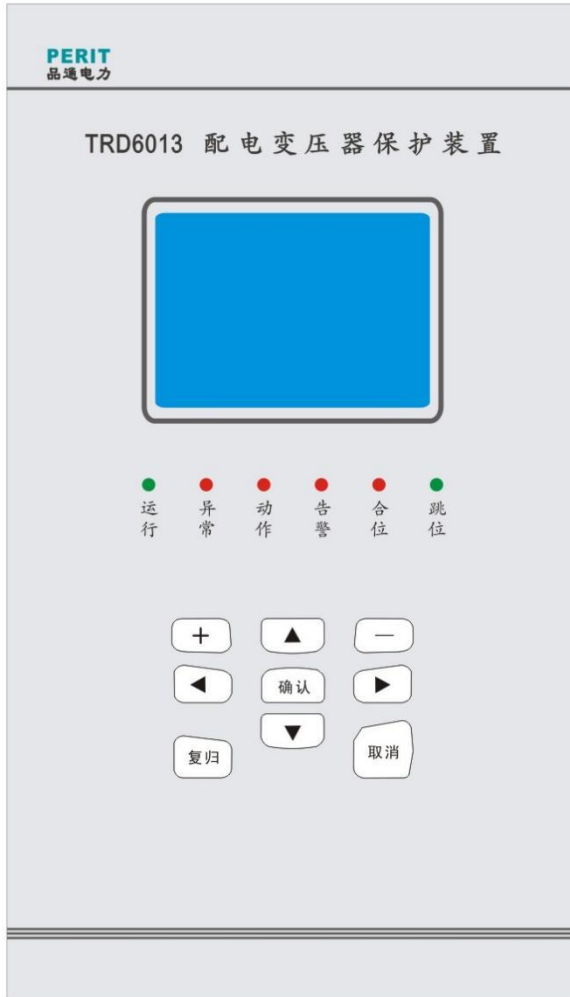 PERIT
品遥电力
TRD6013 配电变压器保护装置
运行 异常 动作 告警 合位 跳位
+ —
确认
复归 取消